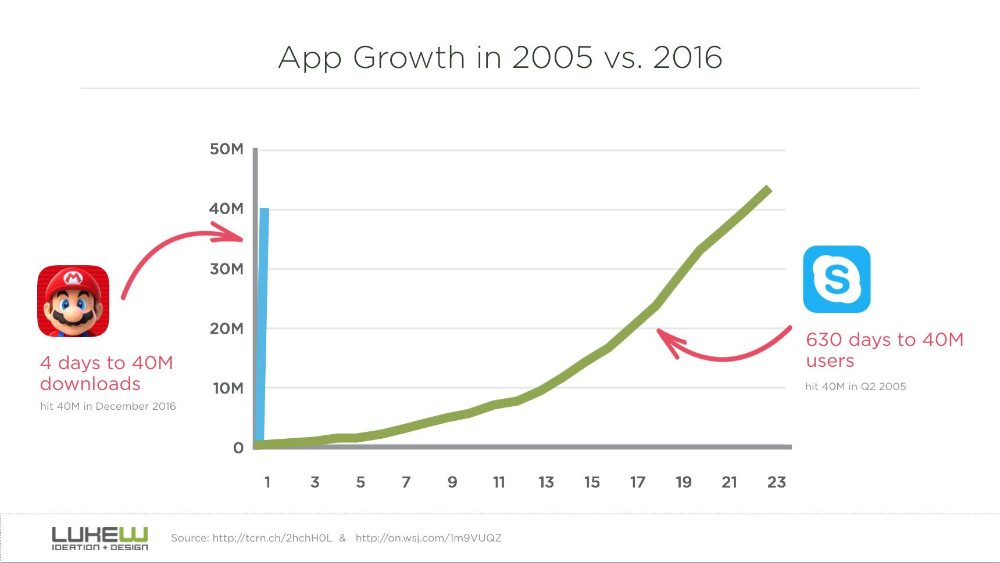 App Growth in 2005 vs. 2016
50M
40M
30M
20M
10M
0
1 3 5 7 9 11 13 15 17 19 21 23
M
4 days to 40M
downloads
hit 40M in December 2016
S
630 days to 40M
users
hit 40M in Q2 2005
LUKEW
IDEATION + DESIGN
Source: http://tcrn.ch/2hchH0L & http://on.wsj.com/1m9VUQZ